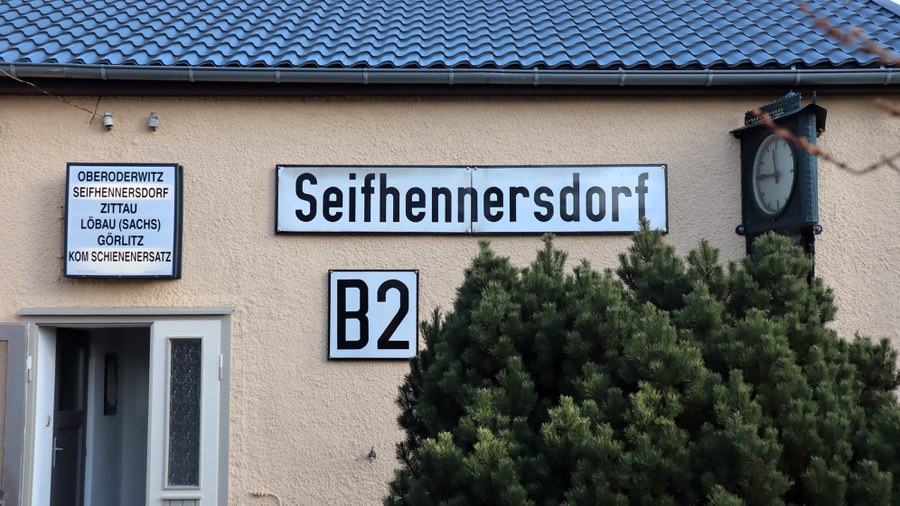 OBERODERWITZ
SEIFHENNERSDORF
ZITTAU
LÖBAU (SACHS)
GÖRLITZ
KOM SCHIENENERSATZ
Seifhennersdorf
B2